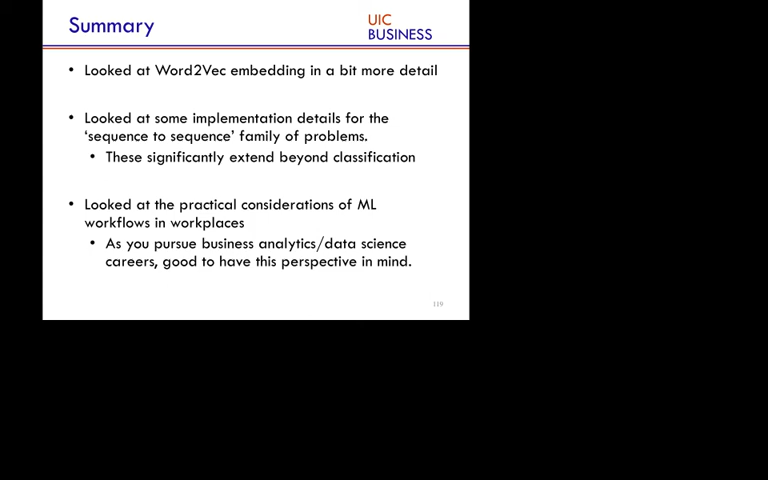 Summary
UIC
BUSINESS
• Looked at Word2Vec embedding in a bit more detail
• Looked at some implementation details for the
‘sequence to sequence’ family of problems.
• These significantly extend beyond classification
• Looked at the practical considerations of ML
workflows in workplaces
• As you pursue business analytics/data science
careers, good to have this perspective in mind.
119